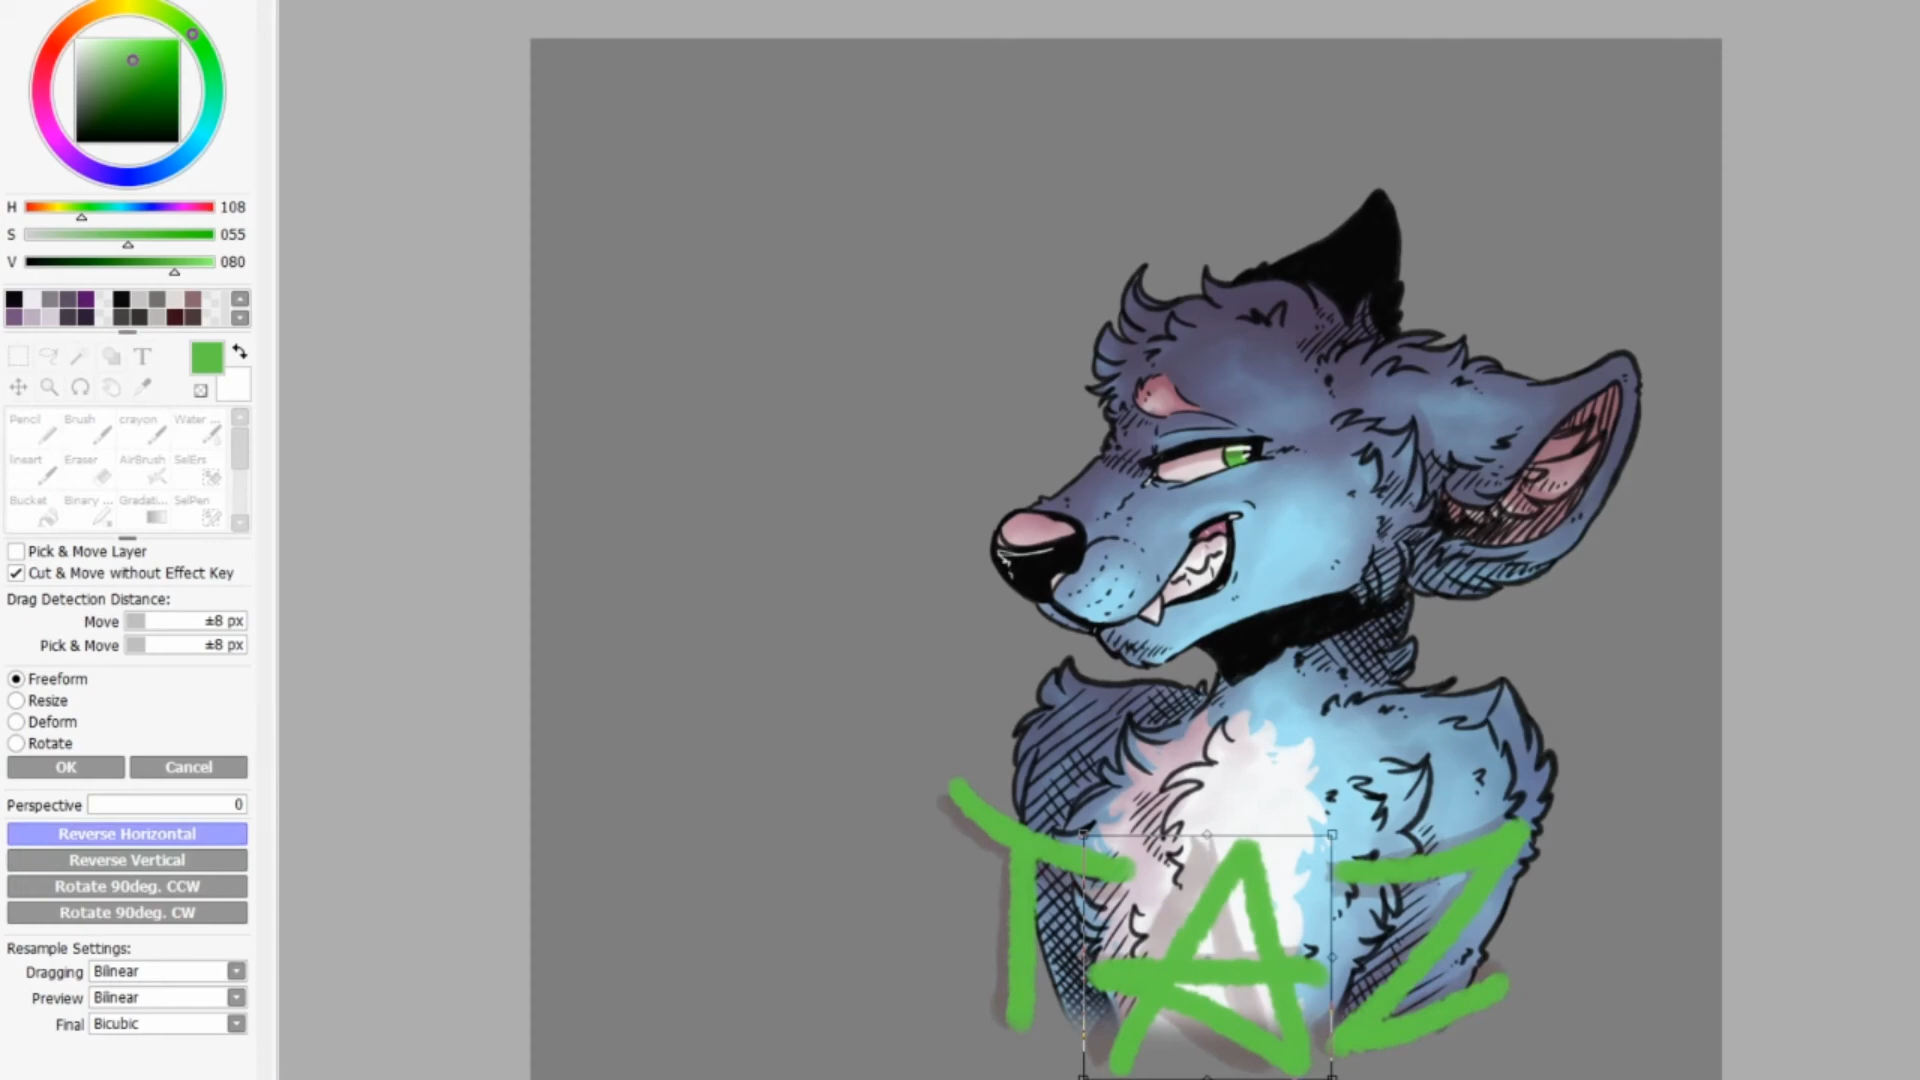 H 108
S 055
V 080
T
Pencil Brush crayon Water ...
lineart Eraser AirBrush SelErs
Bucket Binary ... Gradati... SelPen
Pick & Move Layer
Cut & Move without Effect Key
Drag Detection Distance:
Move ±8 px
Pick & Move ±8 px
Freeform
Resize
Deform
Rotate
OK Cancel
Perspective 0
Reverse Horizontal
Reverse Vertical
Rotate 90deg. CCW
Rotate 90deg. CW
Resample Settings:
Dragging Bilinear
Preview Bilinear
Final Bicubic
TAZ